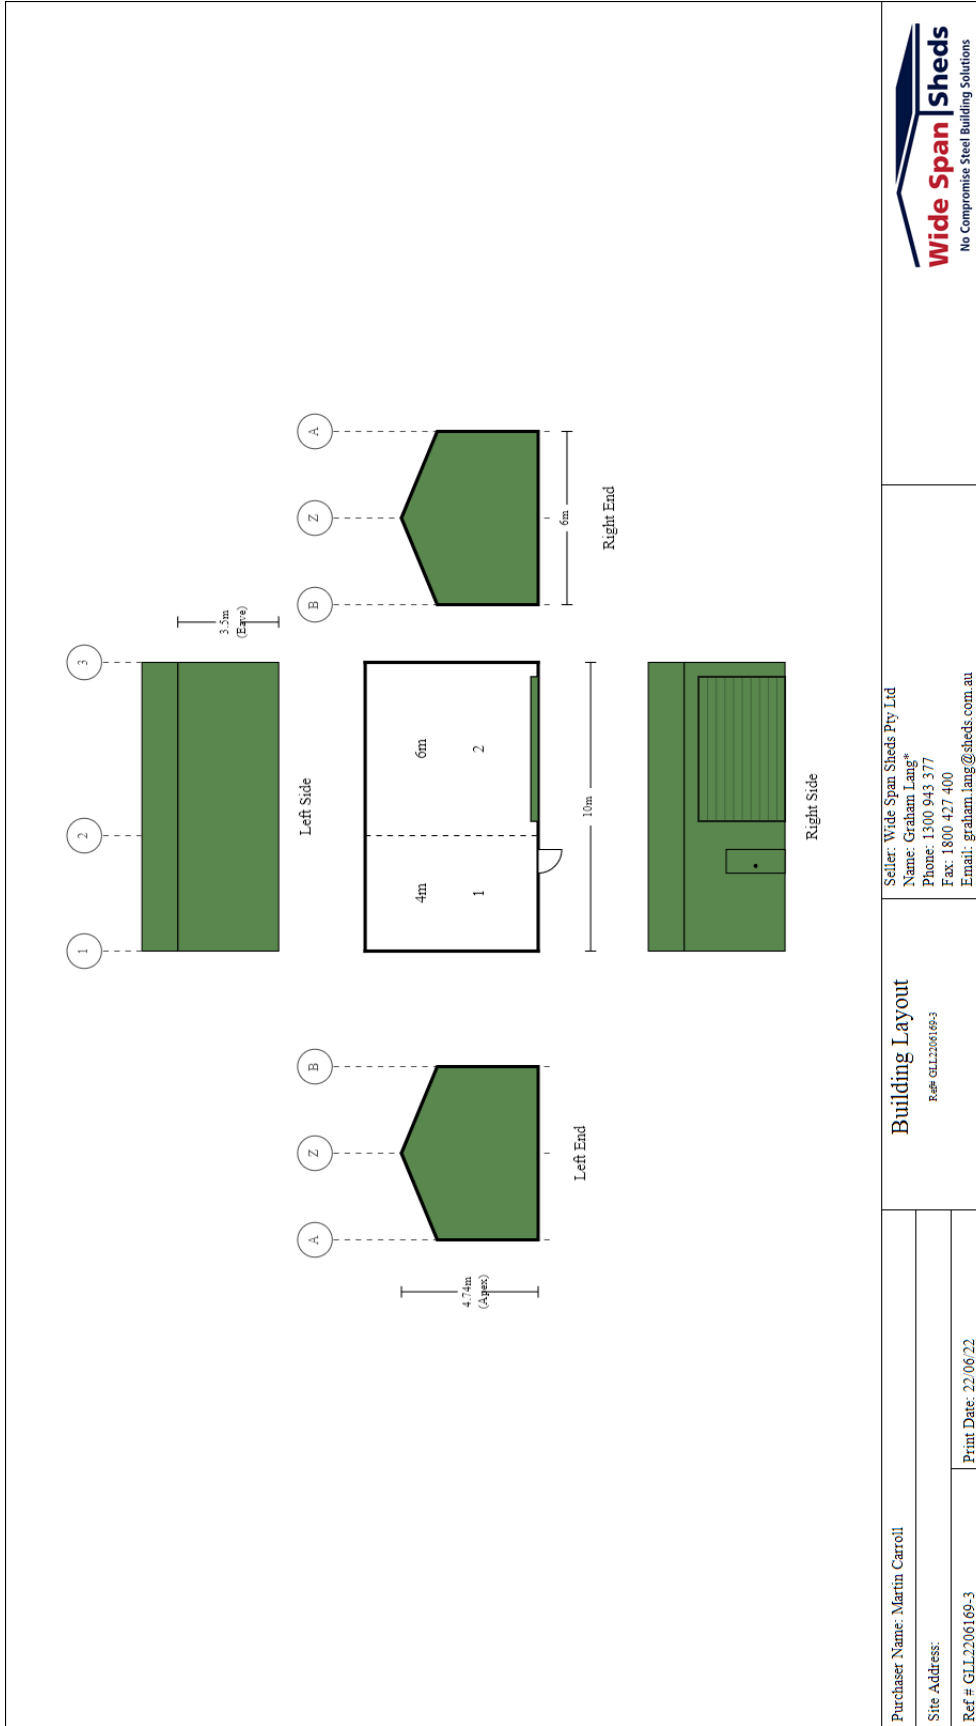 1
2
3
3.5m
(Eave)
Left Side
A
Z
B
4.74m
(Apex)
Left End
4m
6m
1
2
10m
B
Z
A
6m
Right End
Right Side
Purchaser Name: Martin Carroll
Site Address:
Ref # GLL2206169-3
Print Date: 22/06/22
Building Layout
Ref# GLL2206169-3
Seller: Wide Span Sheds Pty Ltd
Name: Graham Lang*
Phone: 1300 943 377
Fax: 1800 427 400
Email: graham.lang@sheds.com.au
Wide Span Sheds
No Compromise Steel Building Solutions